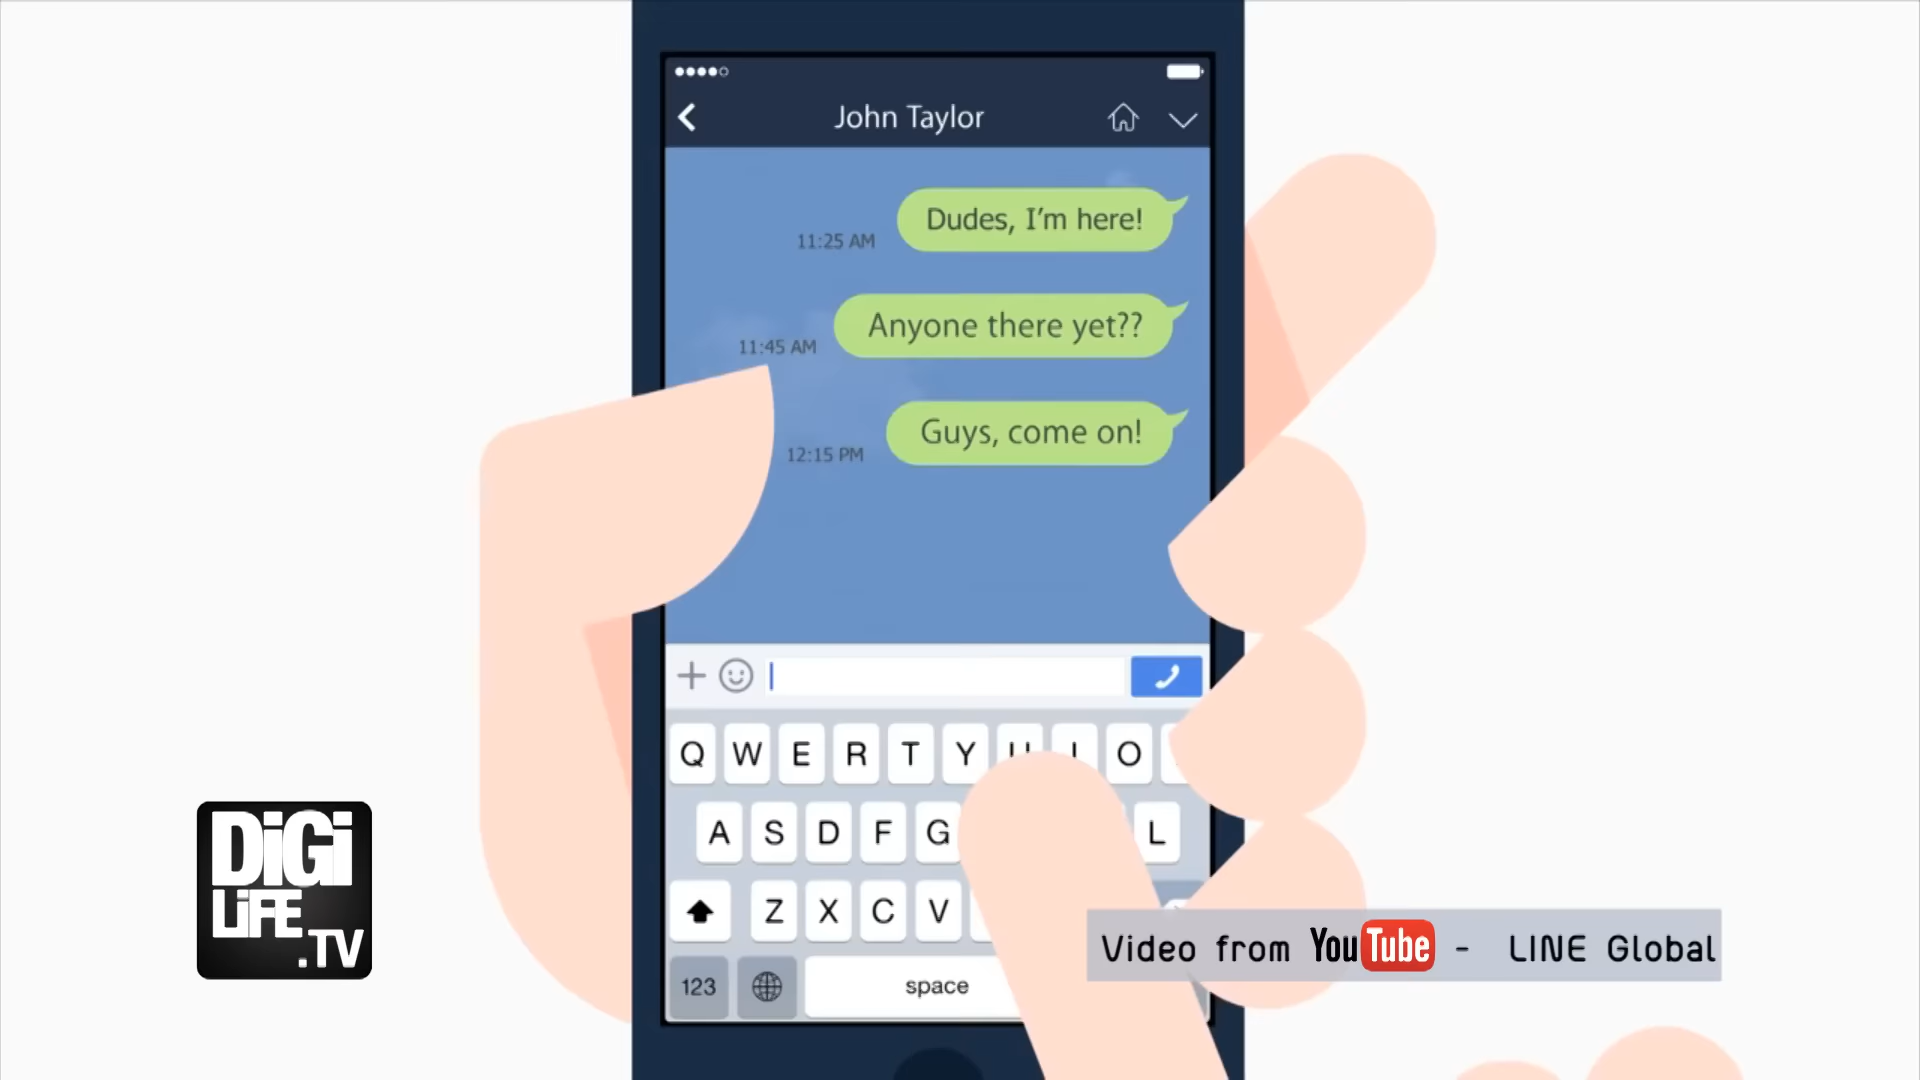 John Taylor
Dudes, I'm here!
11:25 AM
Anyone there yet??
11:45 AM
Guys, come on!
12:15 PM
Q W E R T Y U I O
A S D F G L
Z X C V
123 space
DiGi
LiFE
.TV
Video from YouTube - LINE Global